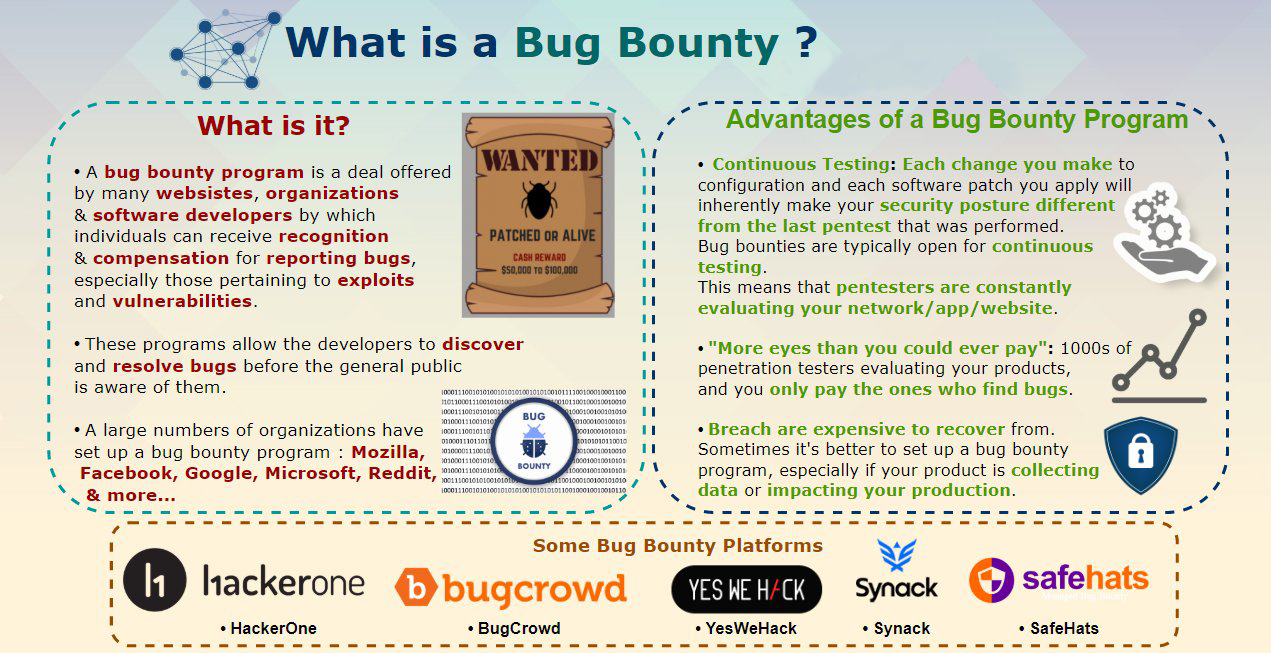 What is a Bug Bounty ?
What is it?
• A bug bounty program is a deal offered
by many websistes, organizations
& software developers by which
individuals can receive recognition
& compensation for reporting bugs,
especially those pertaining to exploits
and vulnerabilities.
• These programs allow the developers to discover
and resolve bugs before the general public
is aware of them.
• A large numbers of organizations have
set up a bug bounty program : Mozilla,
Facebook, Google, Microsoft, Reddit,
& more...
WANTED
PATCHED OR ALIVE
CASH REWARD
$50,000 TO $100,000
BUG
BOUNTY
Advantages of a Bug Bounty Program
• Continuous Testing: Each change you make to
configuration and each software patch you apply will
inherently make your security posture different
from the last pentest that was performed.
Bug bounties are typically open for continuous
testing.
This means that pentesters are constantly
evaluating your network/app/website.
• "More eyes than you could ever pay": 1000s of
penetration testers evaluating your products,
and you only pay the ones who find bugs.
• Breach are expensive to recover from.
Sometimes it's better to set up a bug bounty
program, especially if your product is collecting
data or impacting your production.
Some Bug Bounty Platforms
hackerone
bugcrowd
YES WE H/CK
Synack
safehats
• HackerOne
• BugCrowd
• YesWeHack
• Synack
• SafeHats